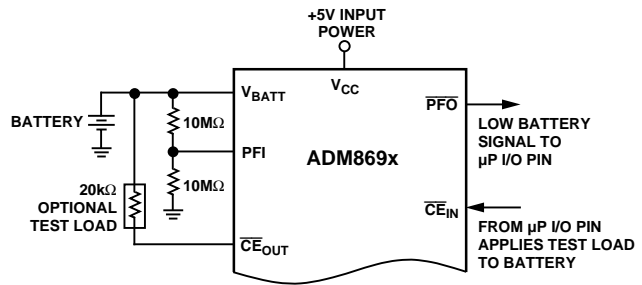 +5V INPUT
POWER
VCC
VBATT
BATTERY
10MΩ
PFI
10MΩ
20kΩ
OPTIONAL
TEST LOAD
CEOUT
ADM869x
PFO
LOW BATTERY
SIGNAL TO
µP I/O PIN
CEIN
FROM µP I/O PIN
APPLIES TEST LOAD
TO BATTERY